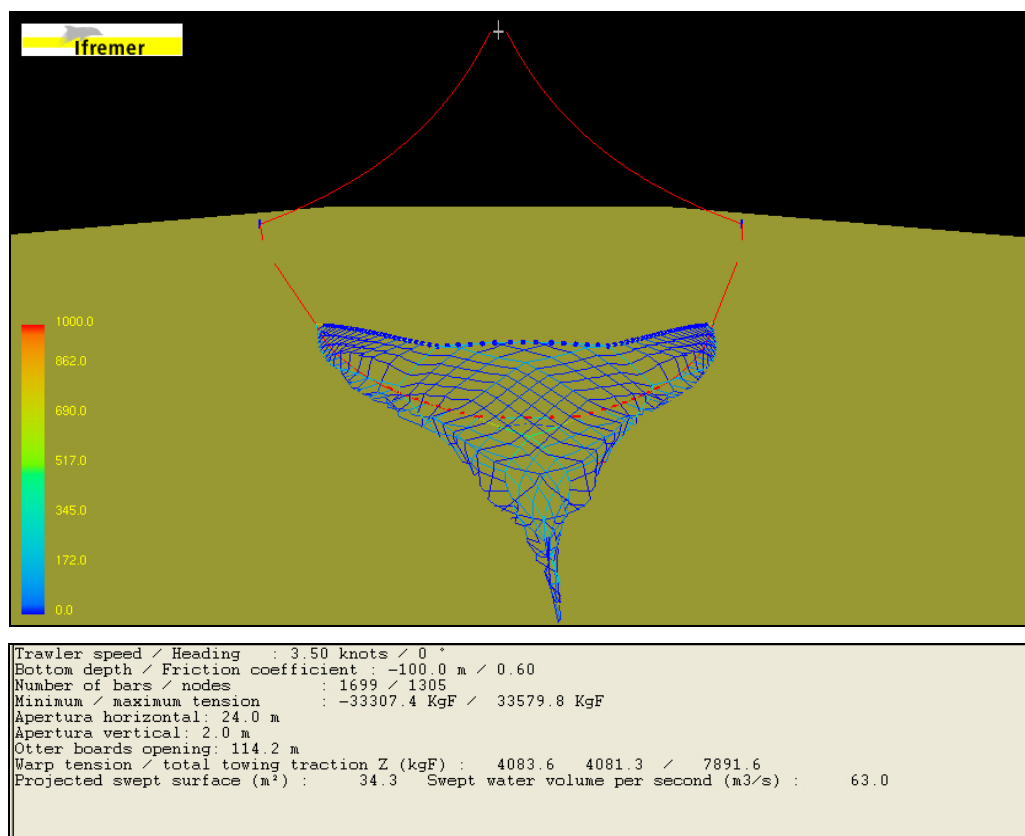 Ifremer
1000.0
862.0
690.0
517.0
345.0
172.0
0.0
Trawler speed / Heading : 3.50 knots / 0 °
Bottom depth / Friction coefficient : -100.0 m / 0.60
Number of bars / nodes : 1699 / 1305
Minimum / maximum tension : -33307.4 KgF / 33579.8 KgF
Apertura horizontal: 24.0 m
Apertura vertical: 2.0 m
Otter boards opening: 114.2 m
Warp tension / total towing traction Z (kgF) : 4083.6 4081.3 / 7891.6
Projected swept surface (m²) : 34.3 Swept water volume per second (m3/s) : 63.0